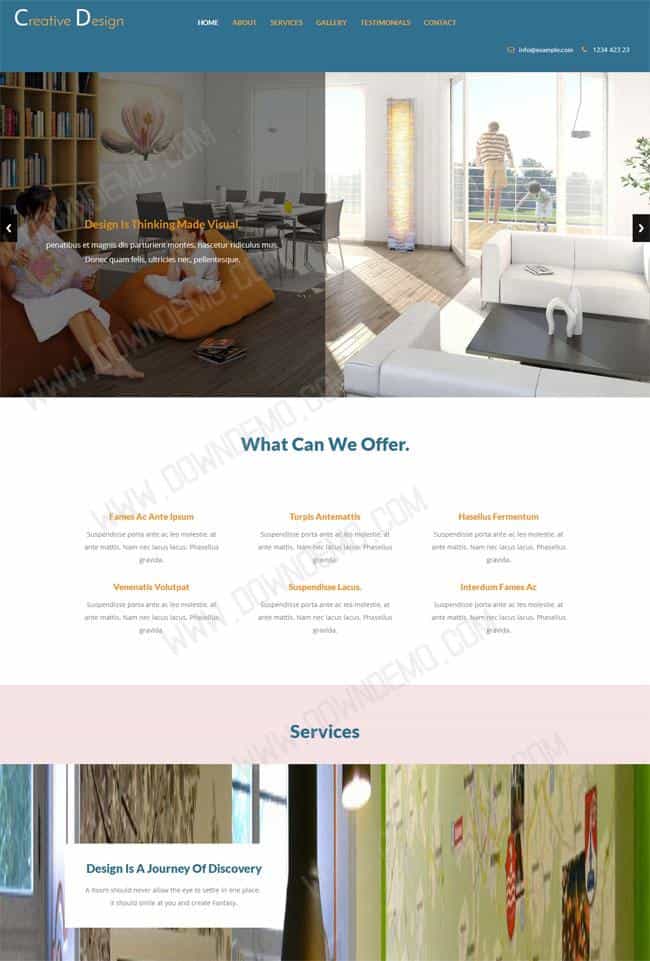 Creative Design
HOME ABOUT SERVICES GALLERY TESTIMONIALS CONTACT
info@example.com 1234 423 23
Design Is Thinking Made Visual.
penatibus et magnis dis parturient montes, nascetur ridiculus mus.
Donec quam felis, ultricies nec, pellentesque,
What Can We Offer.
Fames Ac Ante Ipsum
Suspendisse porta ante ac leo molestie, at
ante mattis. Nam nec lacus lacus. Phasellus
gravida.
Turpis Antemattis
Suspendisse porta ante ac leo molestie, at
ante mattis. Nam nec lacus lacus. Phasellus
gravida.
Hasellus Fermentum
Suspendisse porta ante ac leo molestie, at
ante mattis. Nam nec lacus lacus. Phasellus
gravida.
Venenatis Volutpat
Suspendisse porta ante ac leo molestie, at
ante mattis. Nam nec lacus lacus. Phasellus
gravida.
Suspendisse Lacus.
Suspendisse porta ante ac leo molestie, at
ante mattis. Nam nec lacus lacus. Phasellus
gravida.
Interdum Fames Ac
Suspendisse porta ante ac leo molestie, at
ante mattis. Nam nec lacus lacus. Phasellus
gravida.
Services
Design Is A Journey Of Discovery
A Room should never allow the eye to settle in one place.
It should smile at you and create Fantasy.
WWW.DOWNDEMO.COM
WWW.DOWNDEMO.COM
WWW.DOWNDEMO.COM
WWW.DOWNDEMO.COM
WWW.DOWNDEMO.COM